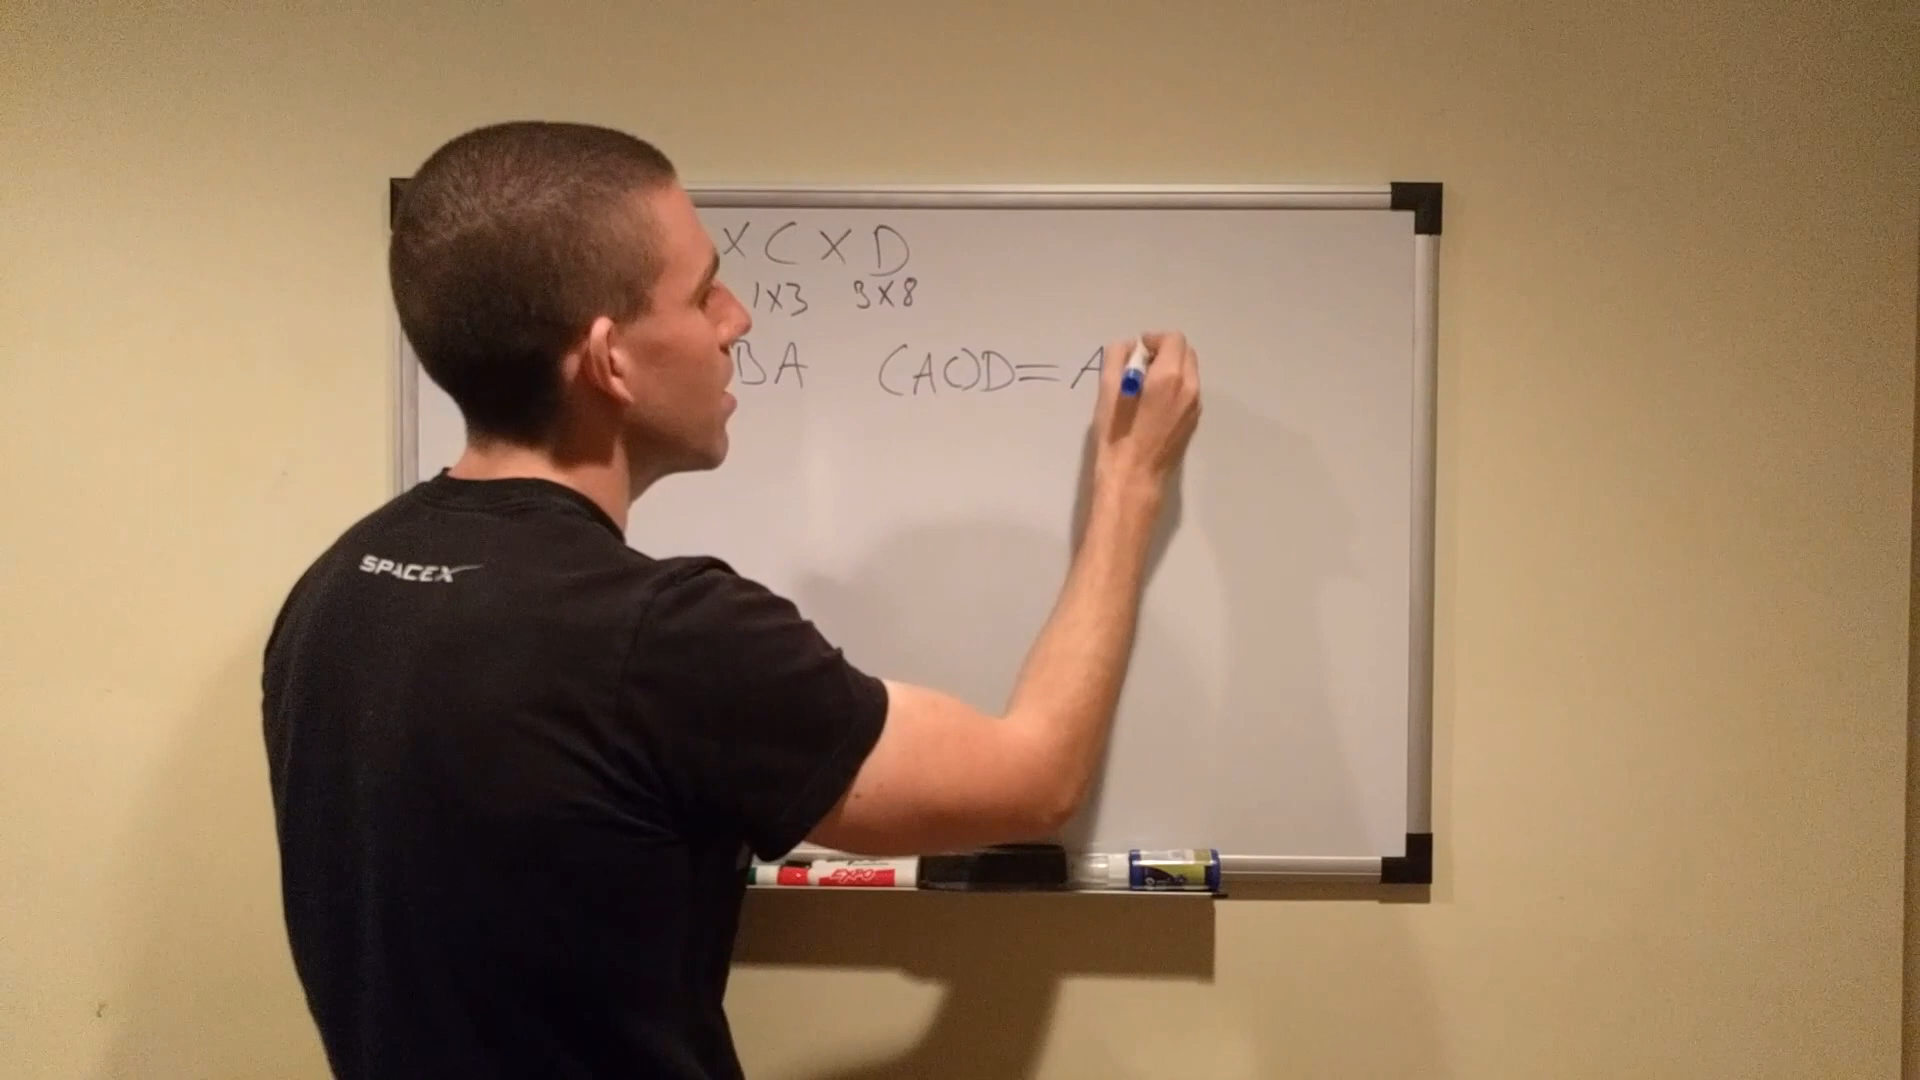 X C X D
1X3 3X8
BA (AC)D = A
SPACEX
EXPO